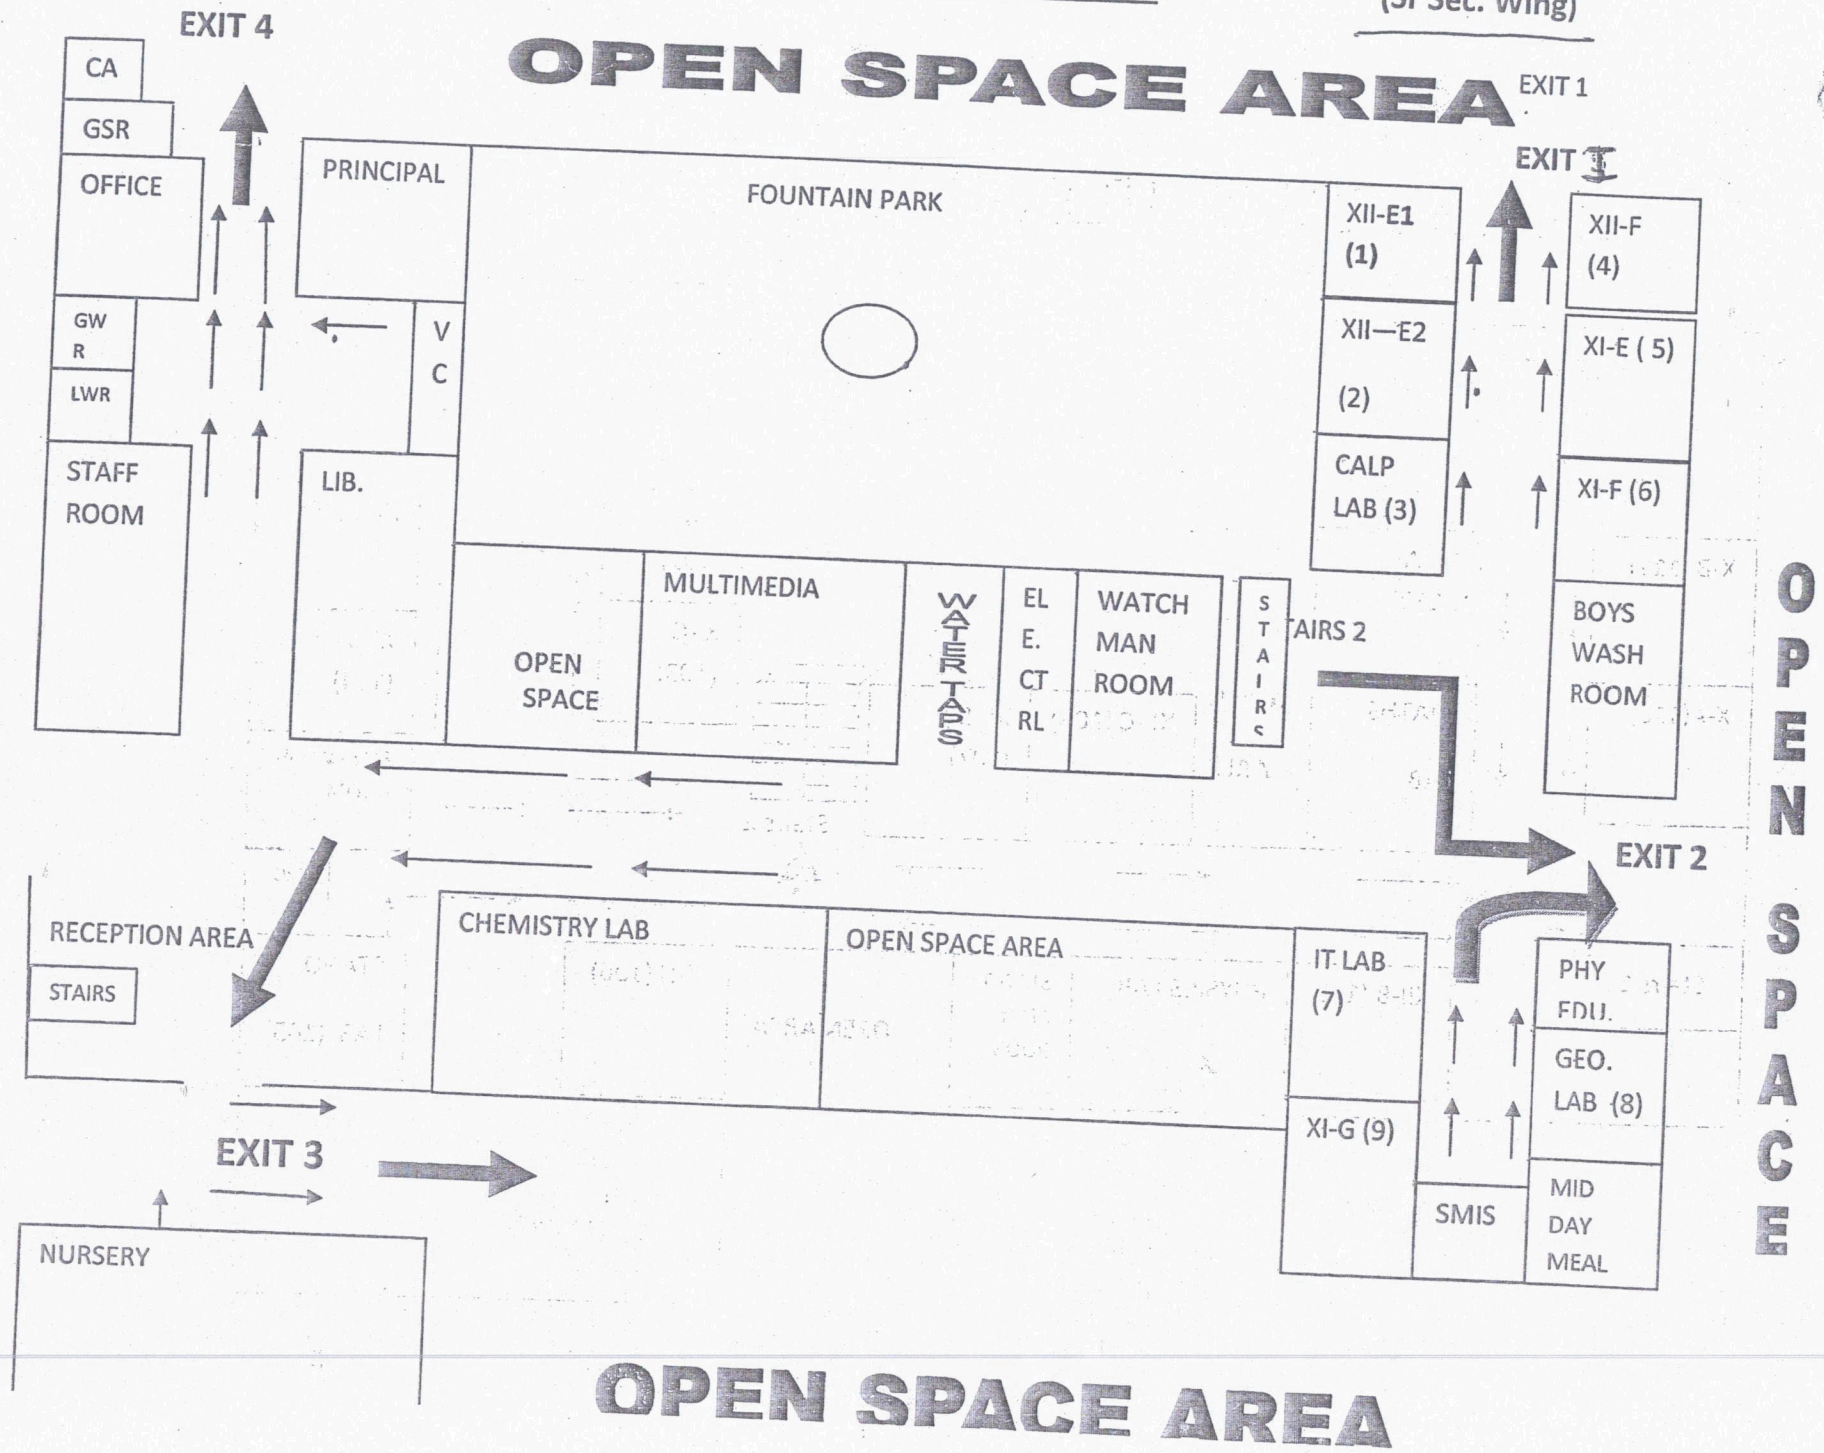 (Sr Sec. Wing)
EXIT 4
OPEN SPACE AREA
EXIT 1
EXIT 1
CA
GSR
OFFICE
PRINCIPAL
FOUNTAIN PARK
XII-E1
(1)
XII-F
(4)
GW
R
V
C
XII—E2
(2)
XI-E ( 5)
LWR
STAFF
ROOM
LIB.
CALP
LAB (3)
XI-F (6)
OPEN
SPACE
MULTIMEDIA
WATER TAPS
EL
E.
CT
RL
WATCH
MAN
ROOM
STAIRS
TAIRS 2
BOYS
WASH
ROOM
OPEN SPACE
EXIT 2
RECEPTION AREA
STAIRS
CHEMISTRY LAB
OPEN SPACE AREA
IT LAB
(7)
PHY
EDU.
GEO.
LAB (8)
XI-G (9)
EXIT 3
SMIS
MID
DAY
MEAL
NURSERY
OPEN SPACE AREA